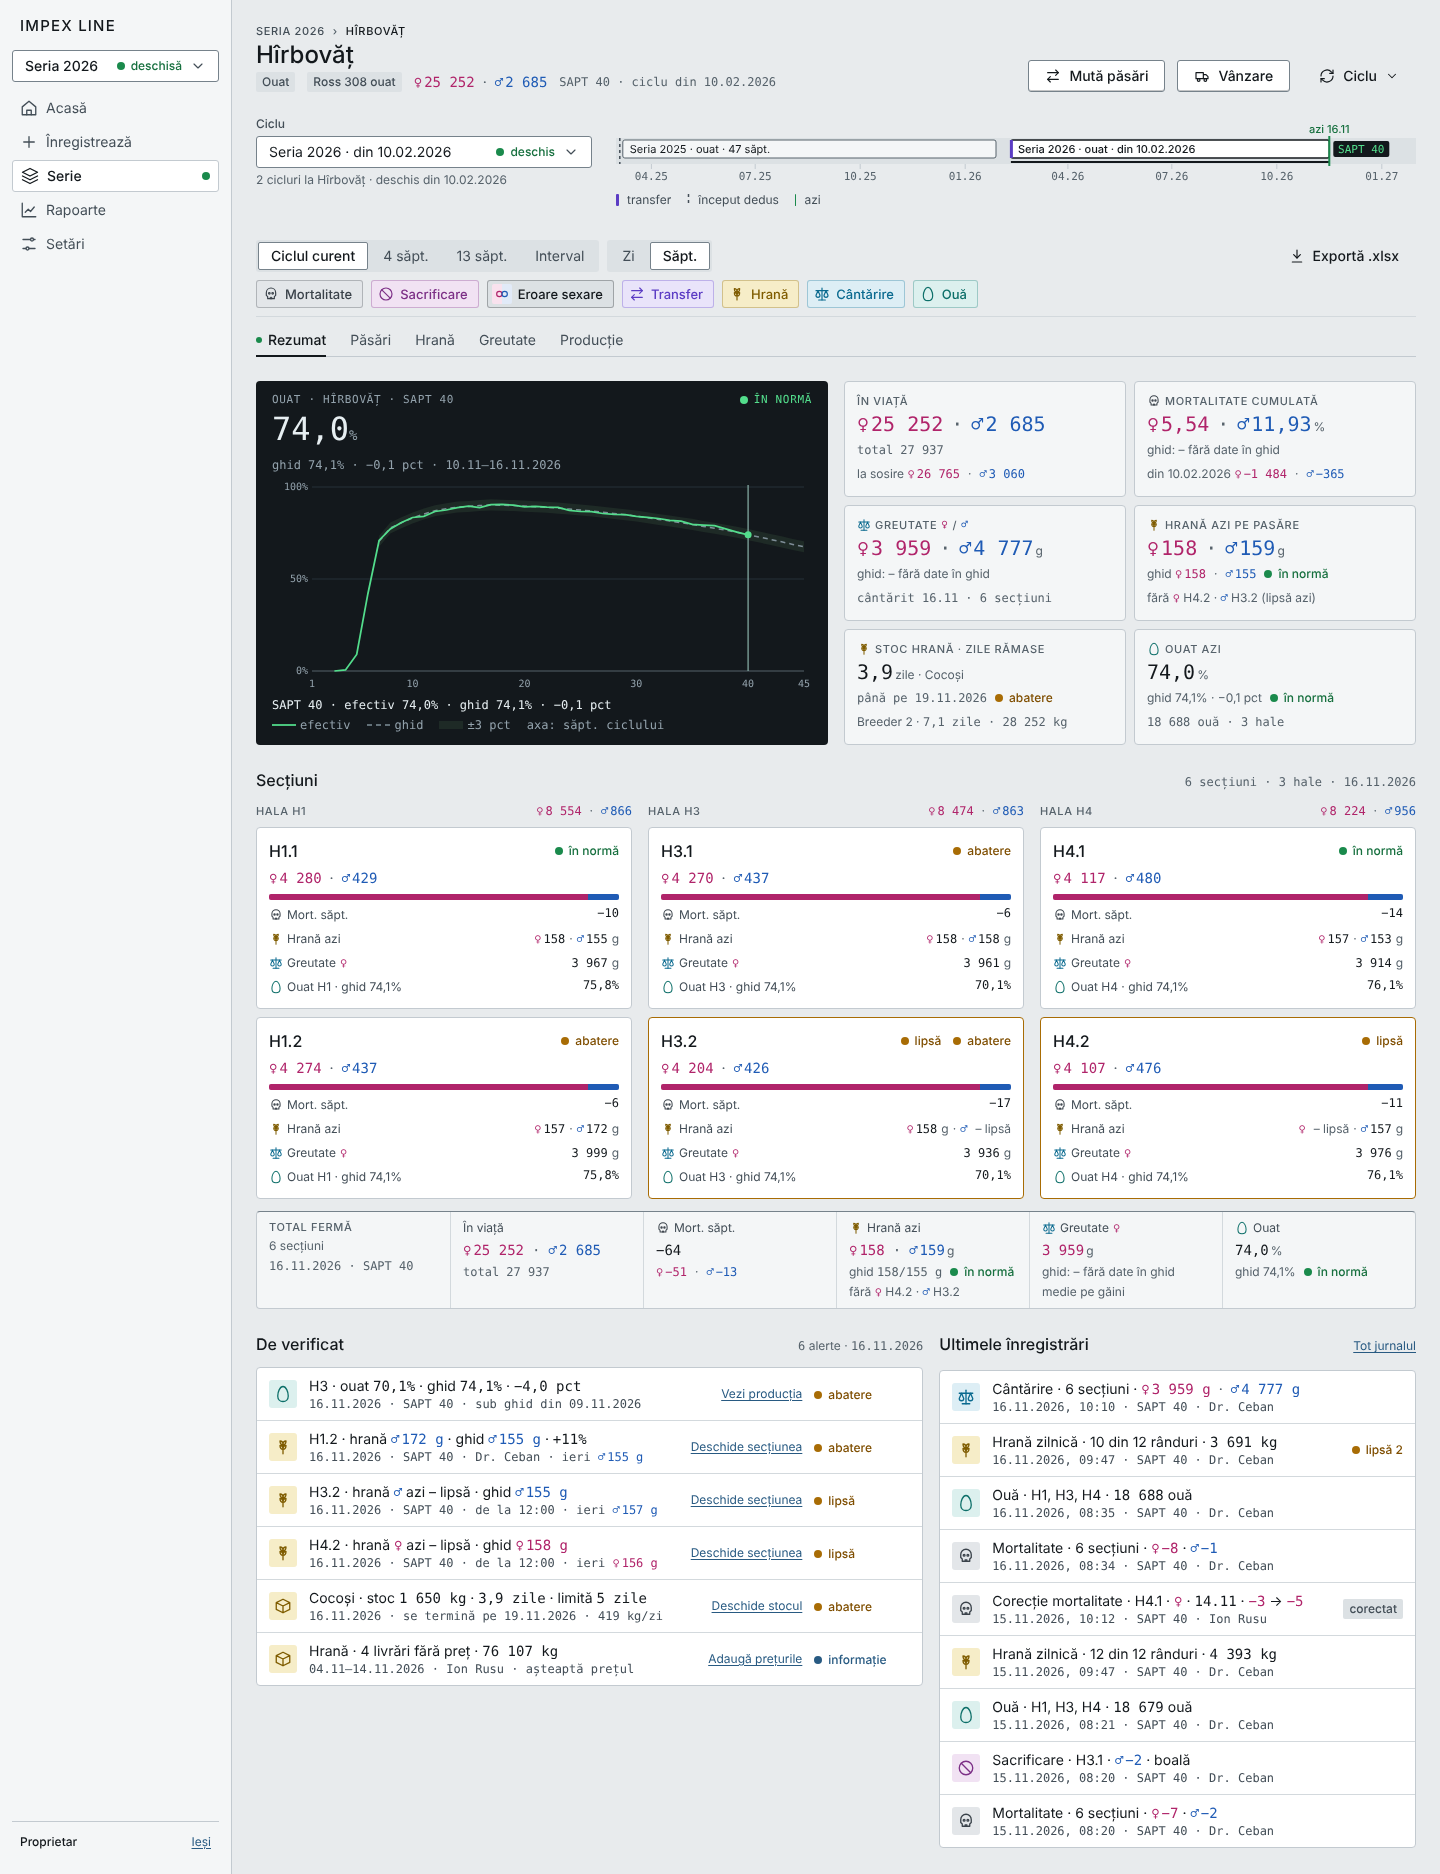 IMPEX LINE
Seria 2026 deschisă
Acasă
Înregistrează
Serie
Rapoarte
Setări
Proprietar Ieși
SERIA 2026 › HÎRBOVĂȚ
Hîrbovăț
Ouat Ross 308 ouat ♀25 252 · ♂2 685 SAPT 40 · ciclu din 10.02.2026
Mută păsări Vânzare Ciclu
Ciclu
Seria 2026 · din 10.02.2026 deschis
2 cicluri la Hîrbovăț · deschis din 10.02.2026
azi 16.11
Seria 2025 · ouat · 47 săpt. Seria 2026 · ouat · din 10.02.2026 SAPT 40
04.25 07.25 10.25 01.26 04.26 07.26 10.26 01.27
transfer început dedus azi
Ciclul curent 4 săpt. 13 săpt. Interval Zi Săpt. Exportă .xlsx
Mortalitate Sacrificare Eroare sexare Transfer Hrană Cântărire Ouă
Rezumat Păsări Hrană Greutate Producție
OUAT · HÎRBOVĂȚ · SAPT 40 ÎN NORMĂ
74,0%
ghid 74,1% · −0,1 pct · 10.11–16.11.2026
100%
50%
0%
1 10 20 30 40 45
SAPT 40 · efectiv 74,0% · ghid 74,1% · −0,1 pct
efectiv ghid ±3 pct axa: săpt. ciclului
ÎN VIAȚĂ
♀25 252 · ♂2 685
total 27 937
la sosire ♀26 765 · ♂3 060
MORTALITATE CUMULATĂ
♀5,54 · ♂11,93%
ghid: – fără date în ghid
din 10.02.2026 ♀−1 484 · ♂−365
GREUTATE ♀ / ♂
♀3 959 · ♂4 777g
ghid: – fără date în ghid
cântărit 16.11 · 6 secțiuni
HRANĂ AZI PE PASĂRE
♀158 · ♂159g
ghid ♀158 · ♂155 în normă
fără ♀ H4.2 · ♂ H3.2 (lipsă azi)
STOC HRANĂ · ZILE RĂMASE
3,9 zile · Cocoși
până pe 19.11.2026 abatere
Breeder 2 · 7,1 zile · 28 252 kg
OUAT AZI
74,0%
ghid 74,1% · −0,1 pct în normă
18 688 ouă · 3 hale
Secțiuni 6 secțiuni · 3 hale · 16.11.2026
HALA H1 ♀8 554 · ♂866
HALA H3 ♀8 474 · ♂863
HALA H4 ♀8 224 · ♂956
H1.1 în normă
♀4 280 · ♂429
Mort. săpt. −10
Hrană azi ♀158 · ♂155 g
Greutate ♀ 3 967 g
Ouat H1 · ghid 74,1% 75,8%
H3.1 abatere
♀4 270 · ♂437
Mort. săpt. −6
Hrană azi ♀158 · ♂158 g
Greutate ♀ 3 961 g
Ouat H3 · ghid 74,1% 70,1%
H4.1 în normă
♀4 117 · ♂480
Mort. săpt. −14
Hrană azi ♀157 · ♂153 g
Greutate ♀ 3 914 g
Ouat H4 · ghid 74,1% 76,1%
H1.2 abatere
♀4 274 · ♂437
Mort. săpt. −6
Hrană azi ♀157 · ♂172 g
Greutate ♀ 3 999 g
Ouat H1 · ghid 74,1% 75,8%
H3.2 lipsă abatere
♀4 204 · ♂426
Mort. săpt. −17
Hrană azi ♀158 g · ♂ – lipsă
Greutate ♀ 3 936 g
Ouat H3 · ghid 74,1% 70,1%
H4.2 lipsă
♀4 107 · ♂476
Mort. săpt. −11
Hrană azi ♀ – lipsă · ♂157 g
Greutate ♀ 3 976 g
Ouat H4 · ghid 74,1% 76,1%
TOTAL FERMĂ
6 secțiuni
16.11.2026 · SAPT 40
În viață
♀25 252 · ♂2 685
total 27 937
Mort. săpt.
−64
♀−51 · ♂−13
Hrană azi
♀158 · ♂159g
ghid 158/155 g în normă
fără ♀ H4.2 · ♂ H3.2
Greutate ♀
3 959g
ghid: – fără date în ghid
medie pe găini
Ouat
74,0%
ghid 74,1% în normă
De verificat 6 alerte · 16.11.2026
H3 · ouat 70,1% · ghid 74,1% · −4,0 pct
16.11.2026 · SAPT 40 · sub ghid din 09.11.2026
Vezi producția abatere
H1.2 · hrană ♂172 g · ghid ♂155 g · +11%
16.11.2026 · SAPT 40 · Dr. Ceban · ieri ♂155 g
Deschide secțiunea abatere
H3.2 · hrană ♂ azi – lipsă · ghid ♂155 g
16.11.2026 · SAPT 40 · de la 12:00 · ieri ♂157 g
Deschide secțiunea lipsă
H4.2 · hrană ♀ azi – lipsă · ghid ♀158 g
16.11.2026 · SAPT 40 · de la 12:00 · ieri ♀156 g
Deschide secțiunea lipsă
Cocoși · stoc 1 650 kg · 3,9 zile · limită 5 zile
16.11.2026 · se termină pe 19.11.2026 · 419 kg/zi
Deschide stocul abatere
Hrană · 4 livrări fără preț · 76 107 kg
04.11–14.11.2026 · Ion Rusu · așteaptă prețul
Adaugă prețurile informație
Ultimele înregistrări Tot jurnalul
Cântărire · 6 secțiuni · ♀3 959 g · ♂4 777 g
16.11.2026, 10:10 · SAPT 40 · Dr. Ceban
Hrană zilnică · 10 din 12 rânduri · 3 691 kg
16.11.2026, 09:47 · SAPT 40 · Dr. Ceban
lipsă 2
Ouă · H1, H3, H4 · 18 688 ouă
16.11.2026, 08:35 · SAPT 40 · Dr. Ceban
Mortalitate · 6 secțiuni · ♀−8 · ♂−1
16.11.2026, 08:34 · SAPT 40 · Dr. Ceban
Corecție mortalitate · H4.1 · ♀ · 14.11 · −3 → −5
15.11.2026, 10:12 · SAPT 40 · Ion Rusu
corectat
Hrană zilnică · 12 din 12 rânduri · 4 393 kg
15.11.2026, 09:47 · SAPT 40 · Dr. Ceban
Ouă · H1, H3, H4 · 18 679 ouă
15.11.2026, 08:21 · SAPT 40 · Dr. Ceban
Sacrificare · H3.1 · ♂−2 · boală
15.11.2026, 08:20 · SAPT 40 · Dr. Ceban
Mortalitate · 6 secțiuni · ♀−7 · ♂−2
15.11.2026, 08:20 · SAPT 40 · Dr. Ceban